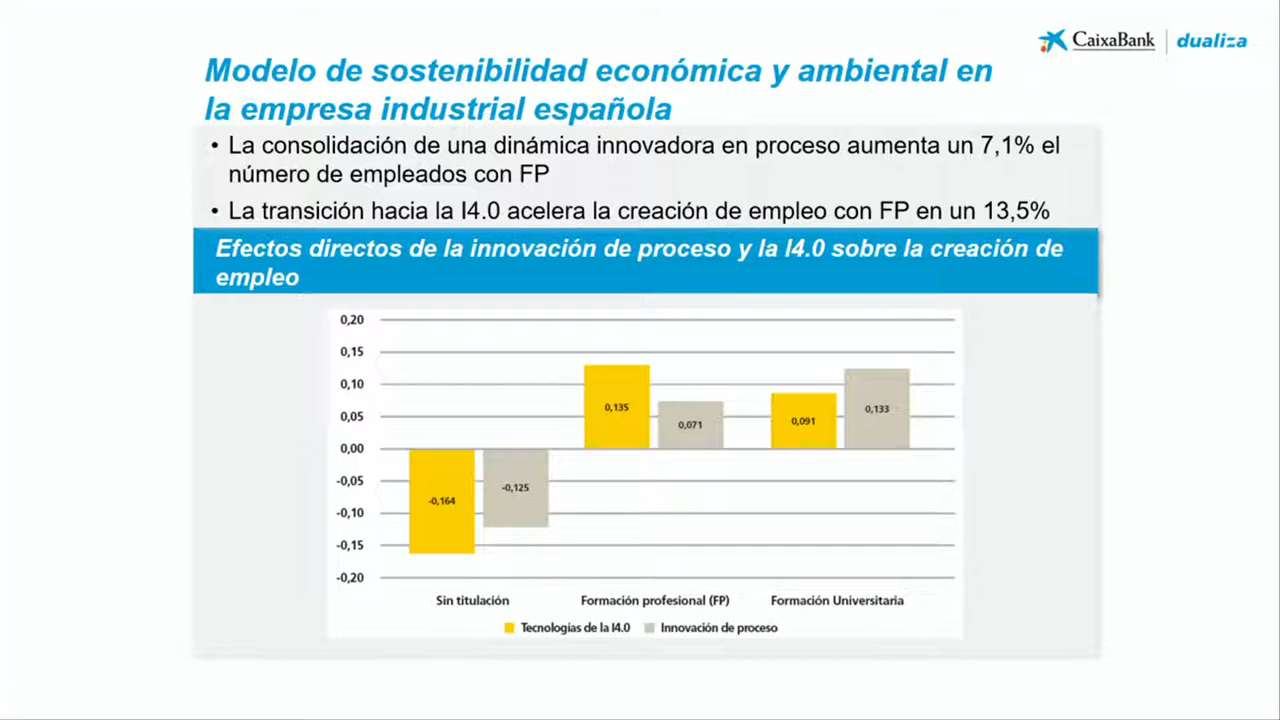 CaixaBank | dualiza
Modelo de sostenibilidad económica y ambiental en
la empresa industrial española
• La consolidación de una dinámica innovadora en proceso aumenta un 7,1% el
número de empleados con FP
• La transición hacia la I4.0 acelera la creación de empleo con FP en un 13,5%
Efectos directos de la innovación de proceso y la I4.0 sobre la creación de
empleo
0,20
0,15
0,10
0,05
0,00
-0,05
-0,10
-0,15
-0,20
-0,164
-0,125
0,135
0,071
0,091
0,133
Sin titulación
Formación profesional (FP)
Formación Universitaria
Tecnologías de la I4.0
Innovación de proceso